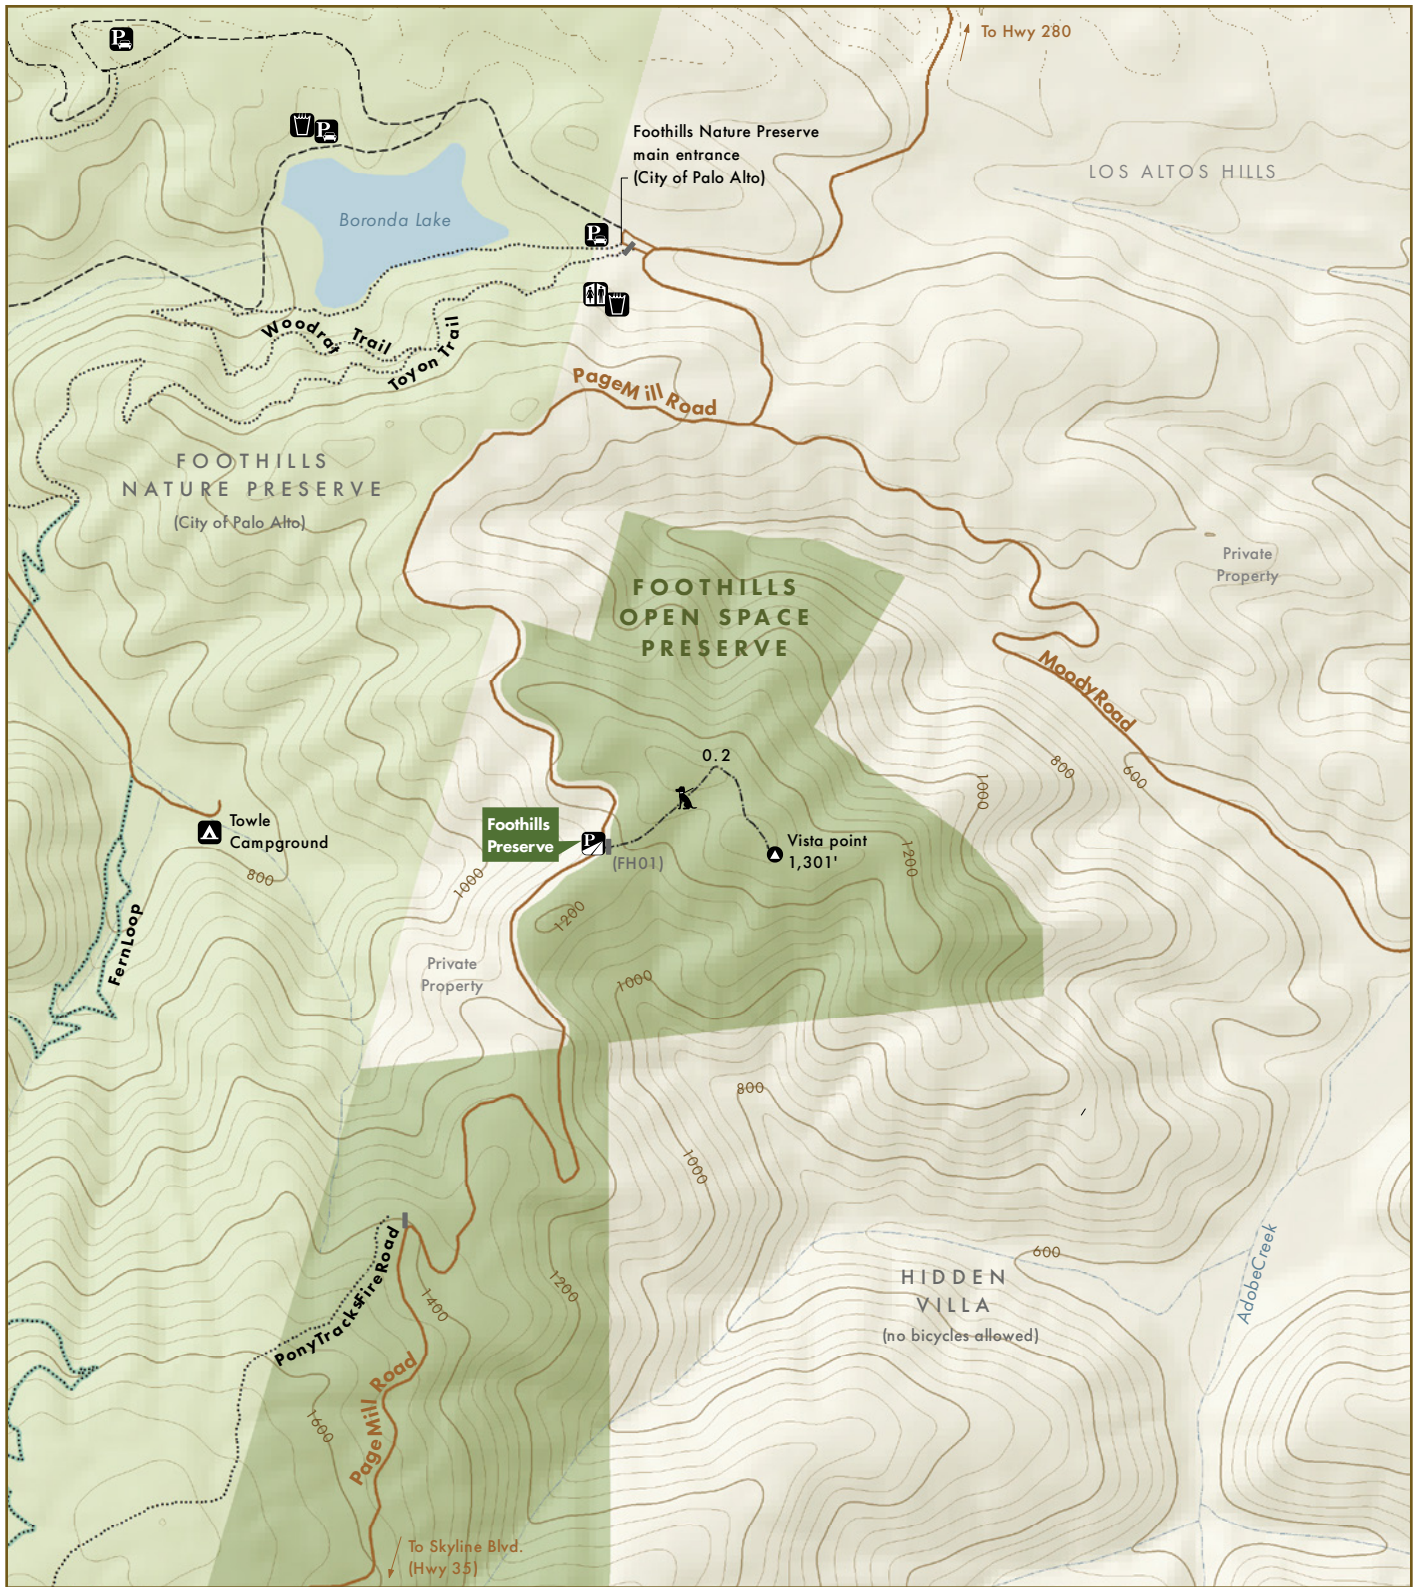 To Hwy 280
P
P
Foothills Nature Preserve
main entrance
(City of Palo Alto)
LOS ALTOS HILLS
Boronda Lake
P
Woodrat Trail
Toyon Trail
PageMill Road
FOOTHILLS
NATURE PRESERVE
(City of Palo Alto)
Private
Property
FOOTHILLS
OPEN SPACE
PRESERVE
MoodyRoad
0.2
800
600
1000
Towle
Campground
Foothills
Preserve
P
(FH01)
Vista point
1,301'
1200
800
1000
1200
FernLoop
Private
Property
1000
800
1000
PonyTracksFireRoad
1400
1200
600
HIDDEN
VILLA
(no bicycles allowed)
AdobeCreek
PageMill Road
1600
To Skyline Blvd.
(Hwy 35)